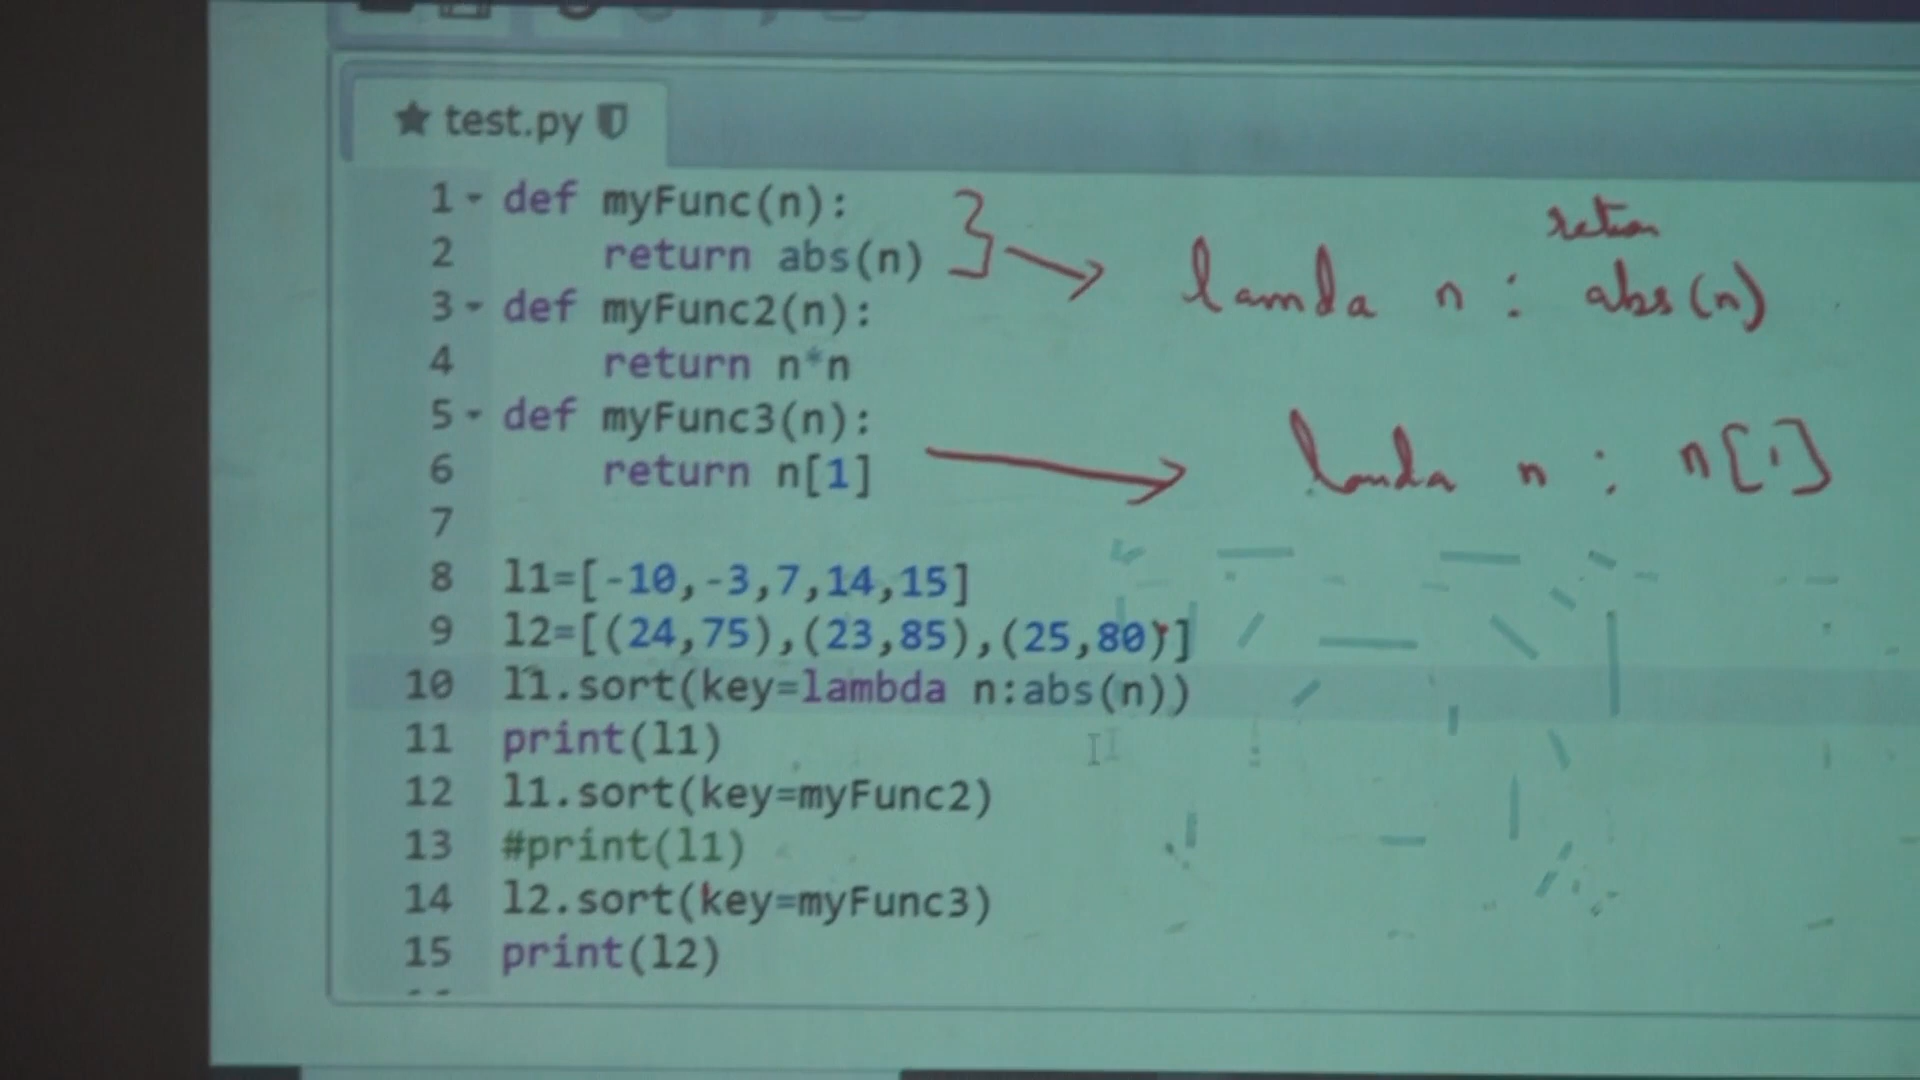 test.py
1 def myFunc(n):
2 return abs(n)
3 def myFunc2(n):
4 return n*n
5 def myFunc3(n):
6 return n[1]
7
8 l1=[-10,-3,7,14,15]
9 l2=[(24,75),(23,85),(25,80)]
10 l1.sort(key=lambda n:abs(n))
11 print(l1)
12 l1.sort(key=myFunc2)
13 #print(l1)
14 l2.sort(key=myFunc3)
15 print(l2)
return
lamda n : abs(n)
lamda n : n[1]